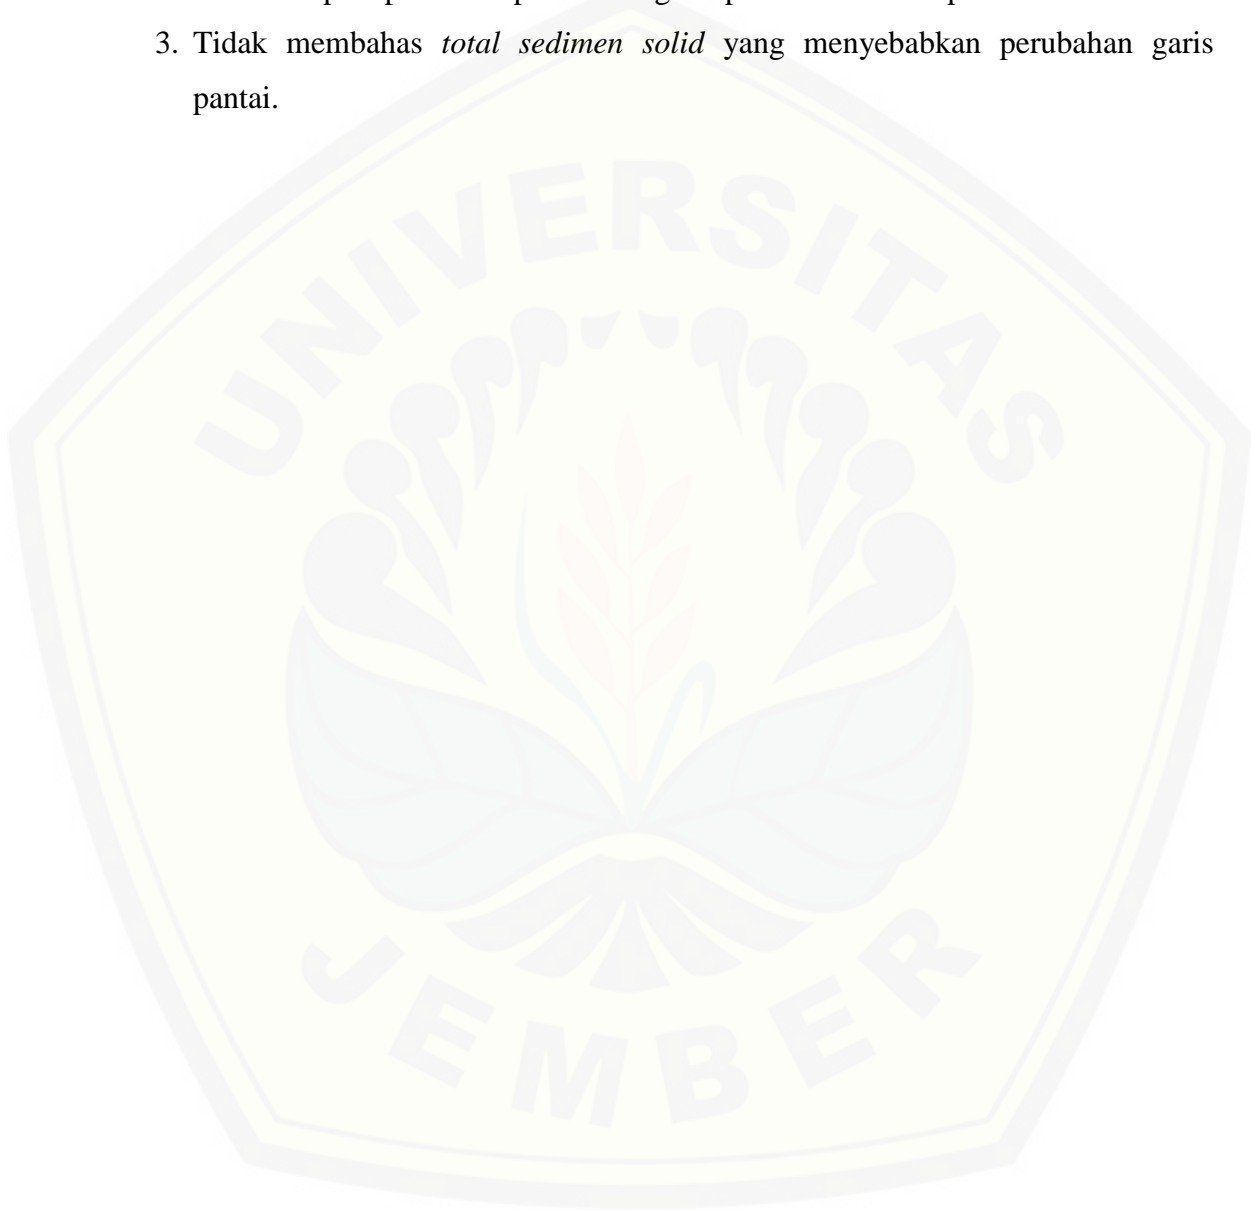 3. Tidak membahas total sedimen solid yang menyebabkan perubahan garis
pantai.
UNIVERSITAS
JEMBER